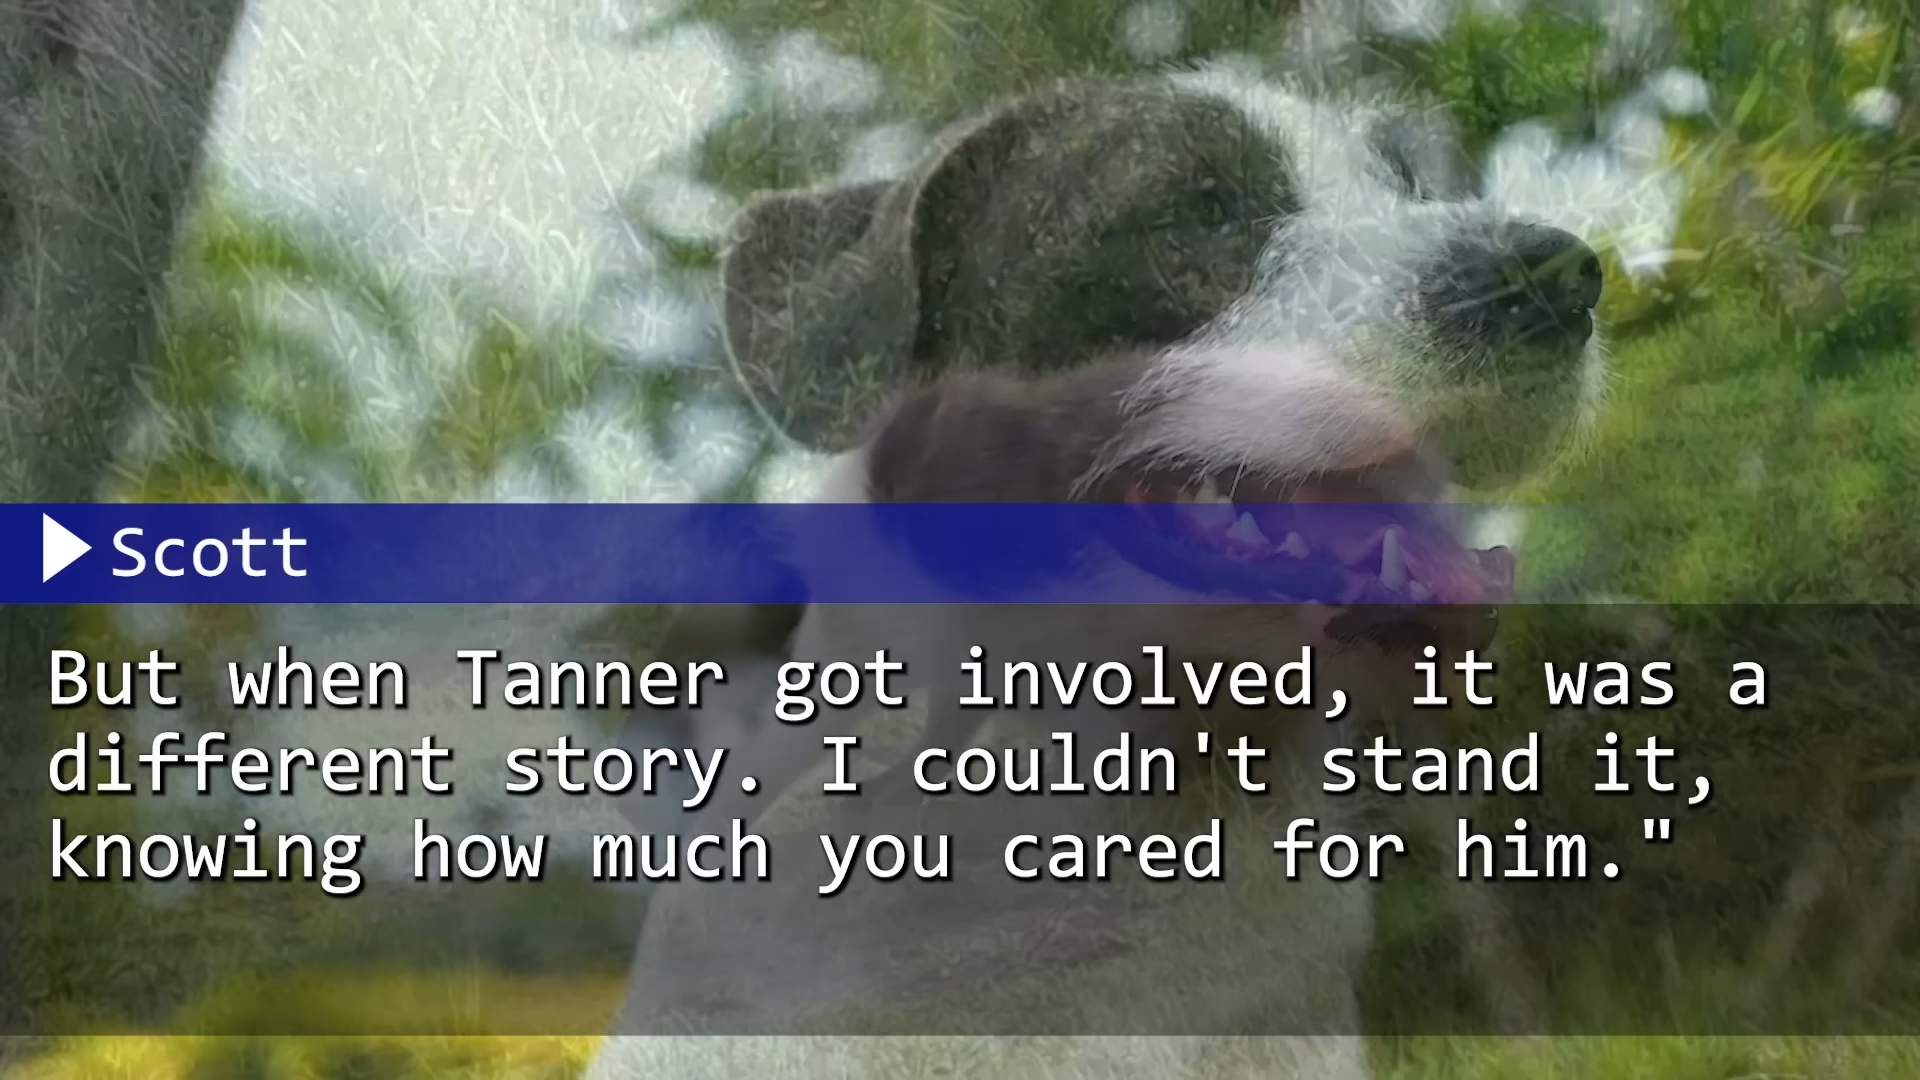 Scott
But when Tanner got involved, it was a
different story. I couldn't stand it,
knowing how much you cared for him."